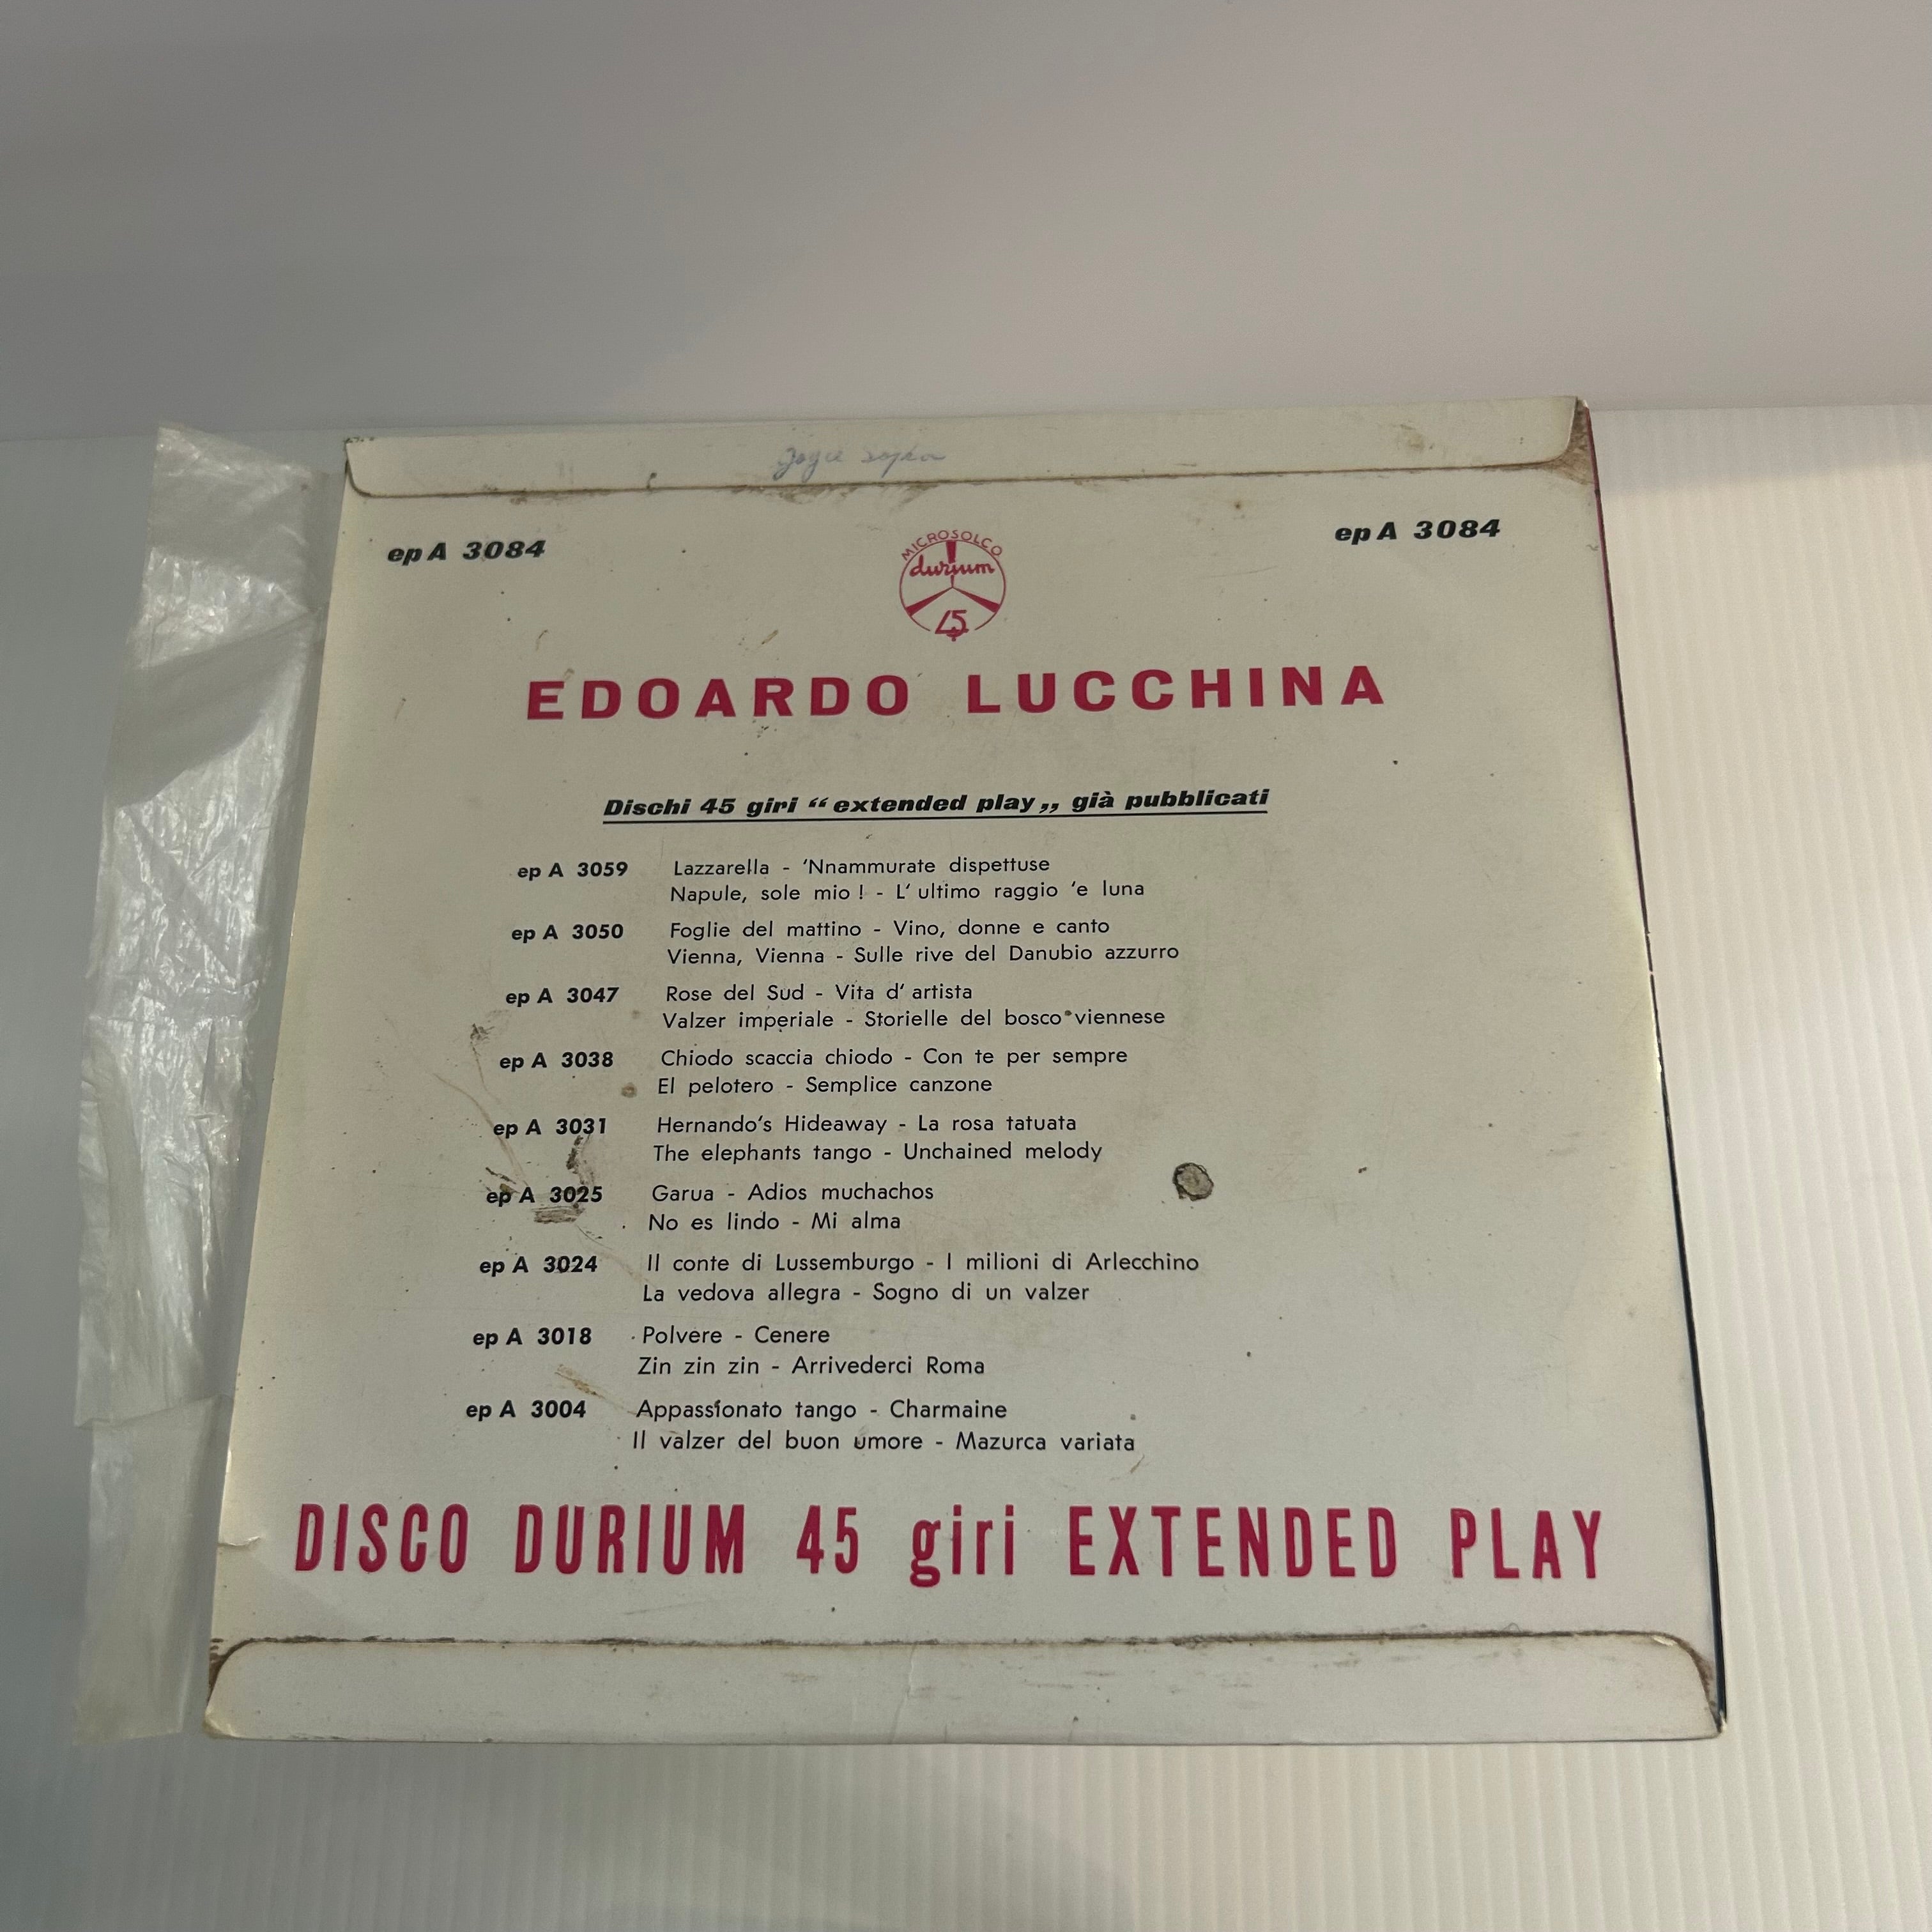 Joyce
ep A 3084
ep A 3084
MICROSOLCO
durium
45
EDOARDO LUCCHINA
Dischi 45 giri “ extended play „ già pubblicati
ep A 3059 Lazzarella - ‘Nnammurate dispettuse
Napule, sole mio ! - L‘ ultimo raggio ‘e luna
ep A 3050 Foglie del mattino - Vino, donne e canto
Vienna, Vienna - Sulle rive del Danubio azzurro
ep A 3047 Rose del Sud - Vita d‘ artista
Valzer imperiale - Storielle del bosco viennese
ep A 3038 Chiodo scaccia chiodo - Con te per sempre
El pelotero - Semplice canzone
ep A 3031 Hernando‘s Hideaway - La rosa tatuata
The elephants tango - Unchained melody
ep A 3025 Garua - Adios muchachos
No es lindo - Mi alma
ep A 3024 Il conte di Lussemburgo - I milioni di Arlecchino
La vedova allegra - Sogno di un valzer
ep A 3018 Polvere - Cenere
Zin zin zin - Arrivederci Roma
ep A 3004 Appassionato tango - Charmaine
Il valzer del buon umore - Mazurca variata
DISCO DURIUM 45 giri EXTENDED PLAY